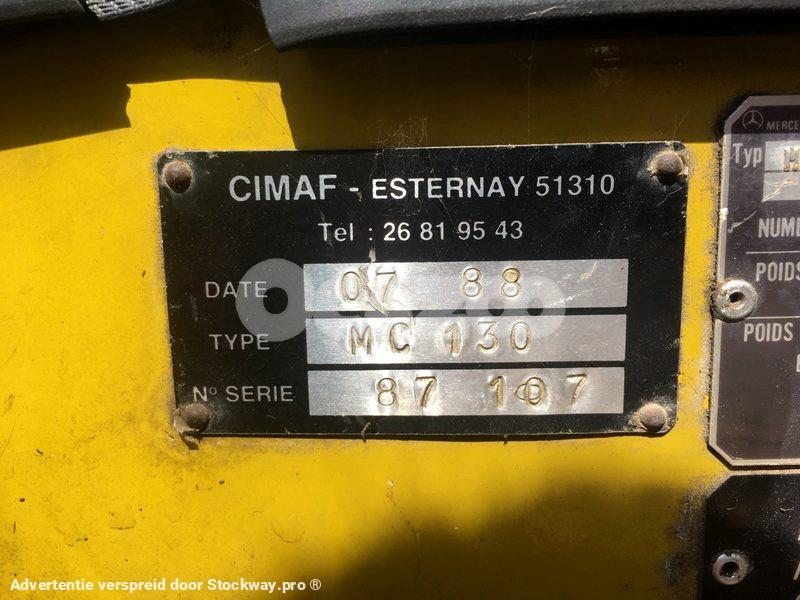 CIMAF - ESTERNAY 51310
Tel : 26 81 95 43
DATE 07 88
TYPE MC 130
Nº SERIE 87 107
Typ M
POIDS
POIDS
Advertentie verspreid door Stockway.pro ®